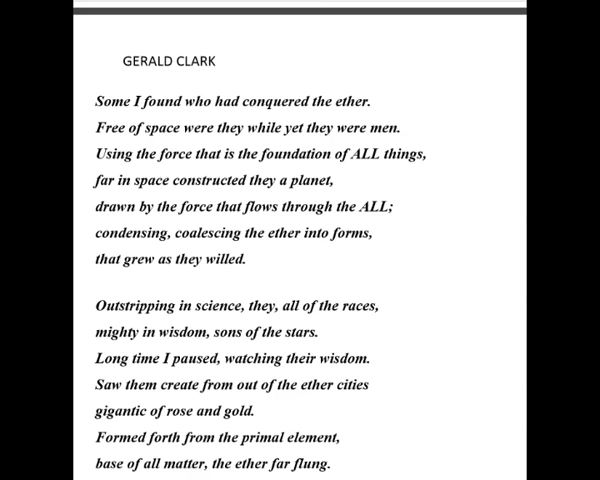 GERALD CLARK
Some I found who had conquered the ether.
Free of space were they while yet they were men.
Using the force that is the foundation of ALL things,
far in space constructed they a planet,
drawn by the force that flows through the ALL;
condensing, coalescing the ether into forms,
that grew as they willed.
Outstripping in science, they, all of the races,
mighty in wisdom, sons of the stars.
Long time I paused, watching their wisdom.
Saw them create from out of the ether cities
gigantic of rose and gold.
Formed forth from the primal element,
base of all matter, the ether far flung.